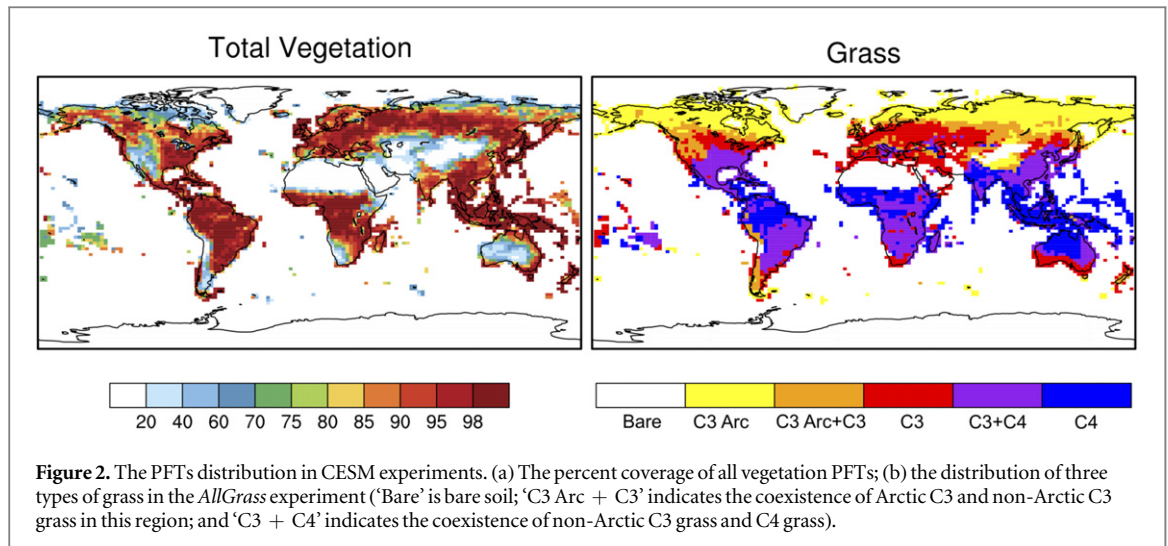 Total Vegetation
Grass
20 40 60 70 75 80 85 90 95 98
Bare C3 Arc C3 Arc+C3 C3 C3+C4 C4
Figure 2. The PFTs distribution in CESM experiments. (a) The percent coverage of all vegetation PFTs; (b) the distribution of three
types of grass in the AllGrass experiment (‘Bare’ is bare soil; ‘C3 Arc + C3’ indicates the coexistence of Arctic C3 and non-Arctic C3
grass in this region; and ‘C3 + C4’ indicates the coexistence of non-Arctic C3 grass and C4 grass).